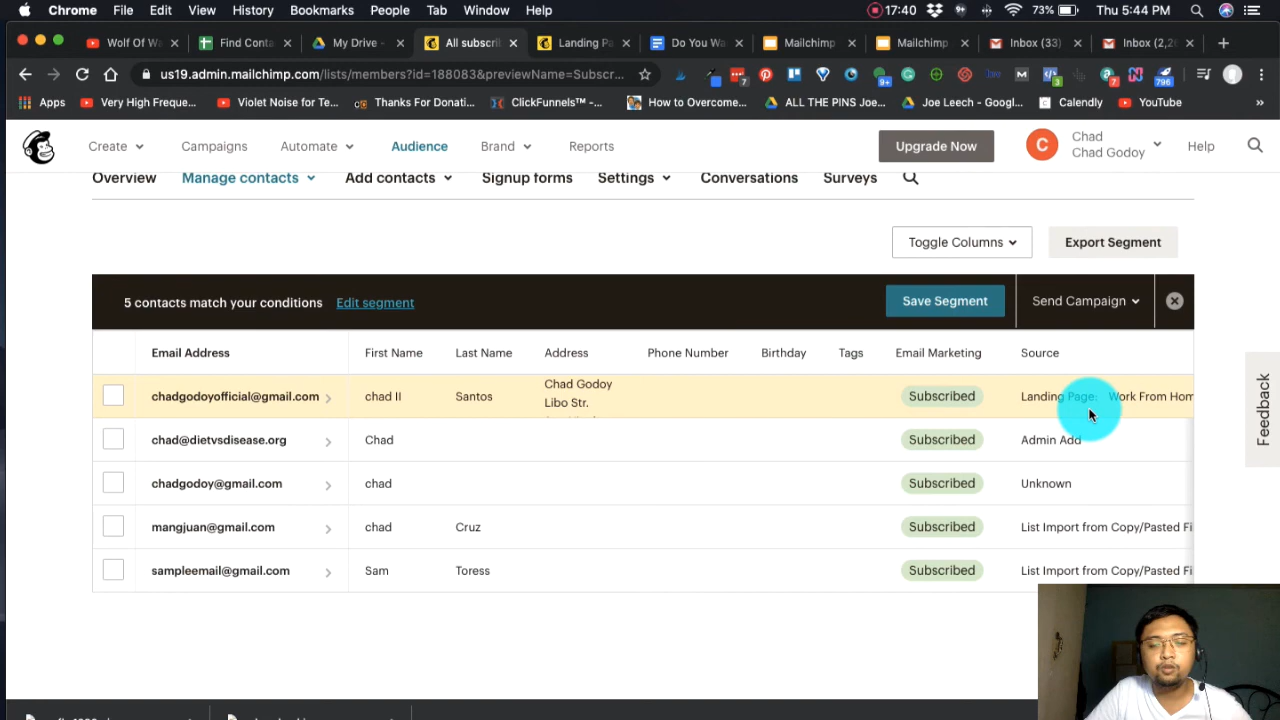 Chrome File Edit View History Bookmarks People Tab Window Help 17:40 73% Thu 5:44 PM
Wolf Of W Find Conta My Drive - All subscri Landing Pa Do You Wa Mailchimp Mailchimp Inbox (33) Inbox (2,2
us19.admin.mailchimp.com/lists/members?id=188083&previewName=Subscr...
Apps Very High Freque... Violet Noise for Te... Thanks For Donati... ClickFunnels™ -... How to Overcome... ALL THE PINS Joe... Joe Leech - Googl... Calendly YouTube »
Create Campaigns Automate Audience Brand Reports Upgrade Now C Chad Help
Chad Godoy
Overview Manage contacts Add contacts Signup forms Settings Conversations Surveys
Toggle Columns Export Segment
5 contacts match your conditions Edit segment Save Segment Send Campaign
Email Address First Name Last Name Address Phone Number Birthday Tags Email Marketing Source
chadgodoyofficial@gmail.com chad II Santos Chad Godoy Subscribed Landing Page: Work From Hom
Libo Str.
chad@dietvsdisease.org Chad Subscribed Admin Add
chadgodoy@gmail.com chad Subscribed Unknown
mangjuan@gmail.com chad Cruz Subscribed List Import from Copy/Pasted Fi
sampleemail@gmail.com Sam Toress Subscribed List Import from Copy/Pasted Fi
Feedback